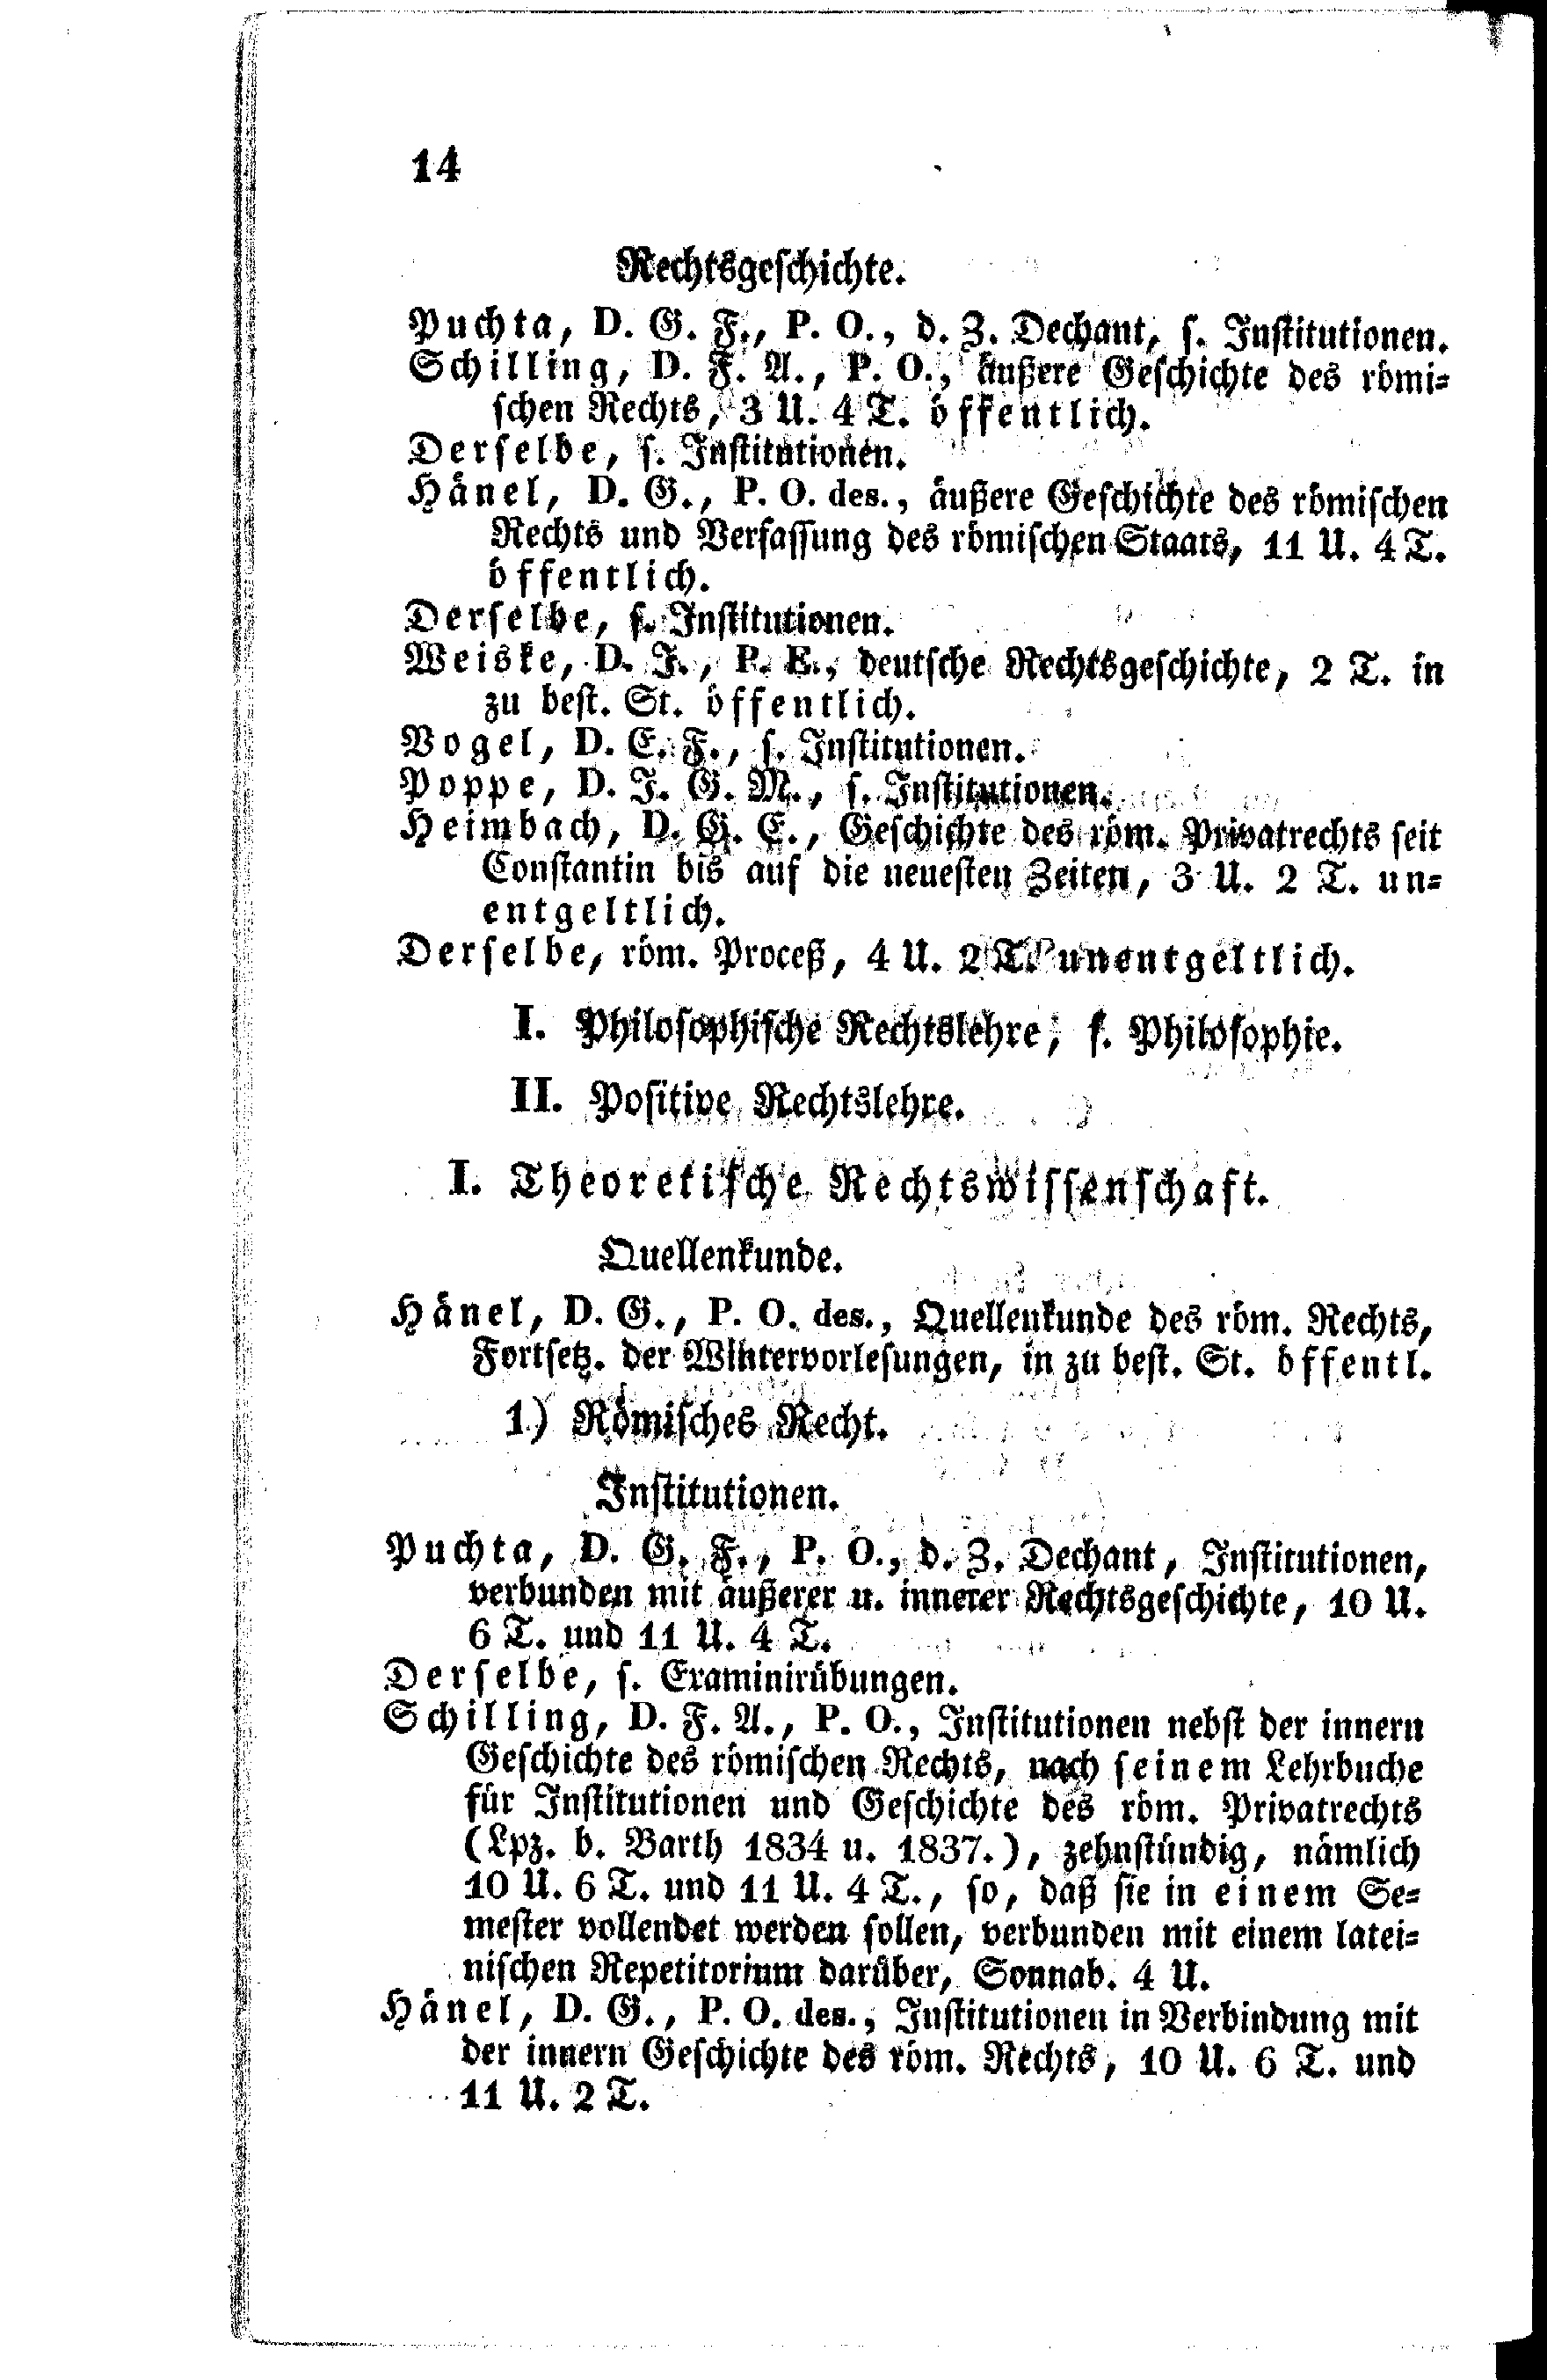 14
Rechtsgeschichte.
Puchta, D. G. F., P. O., d. Z. Dechant, s. Institutionen.
Schilling, D. F. A., P. O., äußere Geschichte des römi-
schen Rechts, 3 U. 4 T. öffentlich.
Derselbe, s. Institutionen.
Hänel, D. G., P. O. des., äußere Geschichte des römischen
Rechts und Verfassung des römischen Staats, 11 U. 4 T.
öffentlich.
Derselbe, s. Institutionen.
Weiske, D. J., P. E., deutsche Rechtsgeschichte, 2 T. in
zu best. St. öffentlich.
Vogel, D. E. F., s. Institutionen.
Poppe, D. J. G. M., s. Institutionen.
Heimbach, D. G. E., Geschichte des röm. Privatrechts seit
Constantin bis auf die neuesten Zeiten, 3 U. 2 T. un-
entgeltlich.
Derselbe, röm. Proceß, 4 U. 2 T. unentgeltlich.
I. Philosophische Rechtslehre, s. Philosophie.
II. Positive Rechtslehre.
I. Theoretische Rechtswissenschaft.
Quellenkunde.
Hänel, D. G., P. O. des., Quellenkunde des röm. Rechts,
Fortsetz. der Wintervorlesungen, in zu best. St. öffentl.
1) Römisches Recht.
Institutionen.
Puchta, D. G. F., P. O., d. Z. Dechant, Institutionen,
verbunden mit äußerer u. innerer Rechtsgeschichte, 10 U.
6 T. und 11 U. 4 T.
Derselbe, s. Examinirübungen.
Schilling, D. F. A., P. O., Institutionen nebst der innern
Geschichte des römischen Rechts, nach seinem Lehrbuche
für Institutionen und Geschichte des röm. Privatrechts
(Lpz. b. Barth 1834 u. 1837.), zehnstündig, nämlich
10 U. 6 T. und 11 U. 4 T., so, daß sie in einem Se-
mester vollendet werden sollen, verbunden mit einem latei-
nischen Repetitorium darüber, Sonnab. 4 U.
Hänel, D. G., P. O. des., Institutionen in Verbindung mit
der innern Geschichte des röm. Rechts, 10 U. 6 T. und
11 U. 2 T.